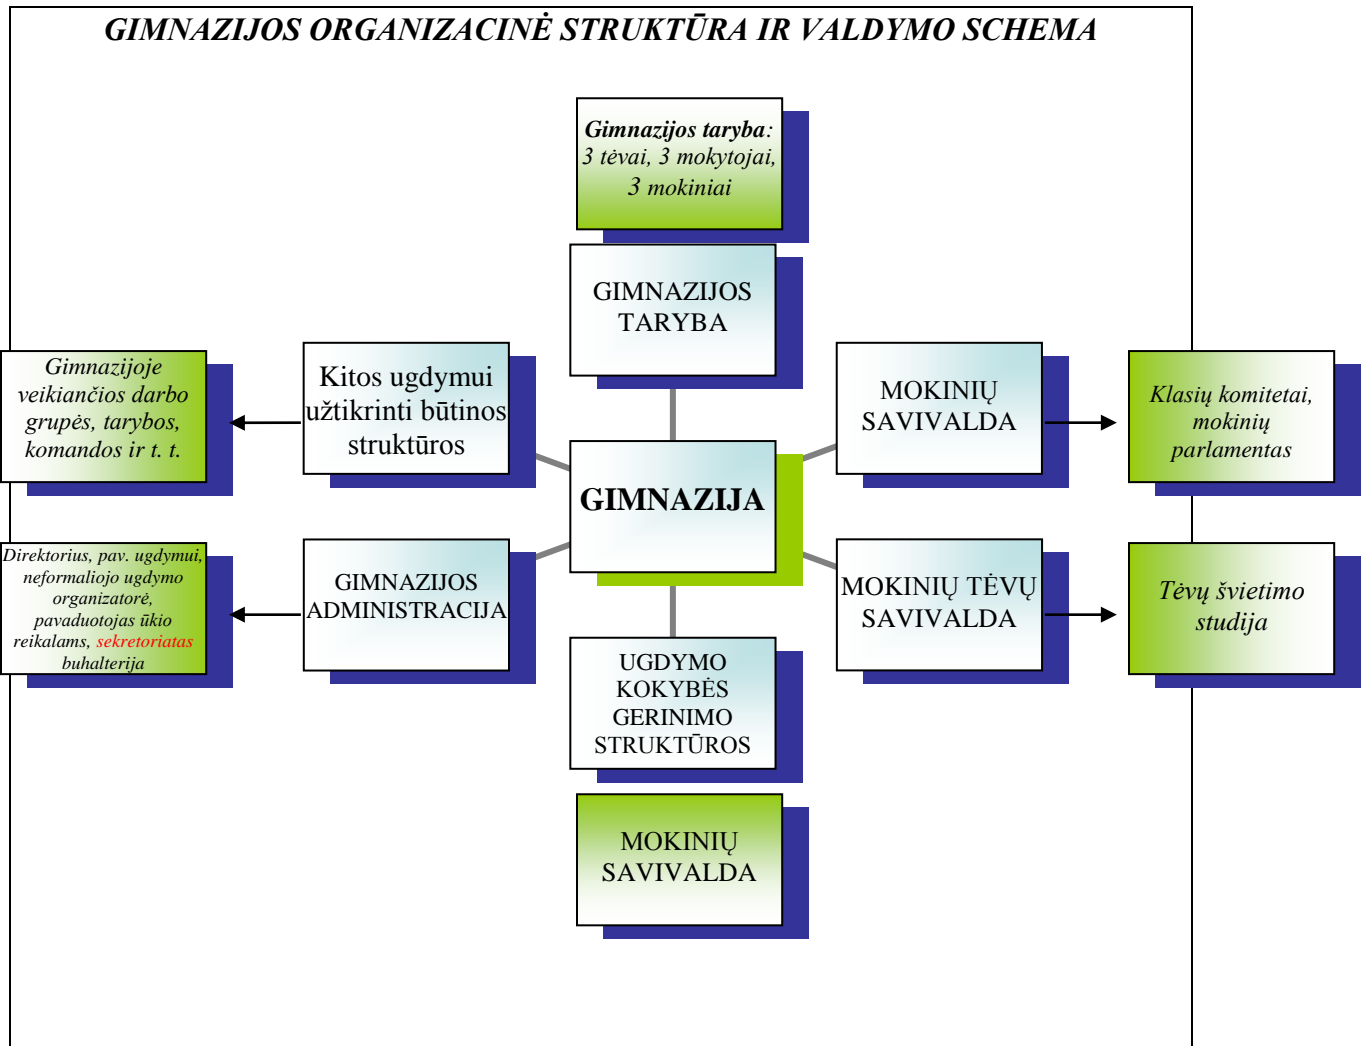 GIMNAZIJOS ORGANIZACINĖ STRUKTŪRA IR VALDYMO SCHEMA
Gimnazijos taryba:
3 tėvai, 3 mokytojai,
3 mokiniai
GIMNAZIJOS
TARYBA
Gimnazijoje
veikiančios darbo
grupės, tarybos,
komandos ir t. t.
Kitos ugdymui
užtikrinti būtinos
struktūros
MOKINIŲ
SAVIVALDA
Klasių komitetai,
mokinių
parlamentas
GIMNAZIJA
Direktorius, pav. ugdymui,
neformaliojo ugdymo
organizatorė,
pavaduotojas ūkio
reikalams, sekretoriatas
buhalterija
GIMNAZIJOS
ADMINISTRACIJA
MOKINIŲ TĖVŲ
SAVIVALDA
Tėvų švietimo
studija
UGDYMO
KOKYBĖS
GERINIMO
STRUKTŪROS
MOKINIŲ
SAVIVALDA